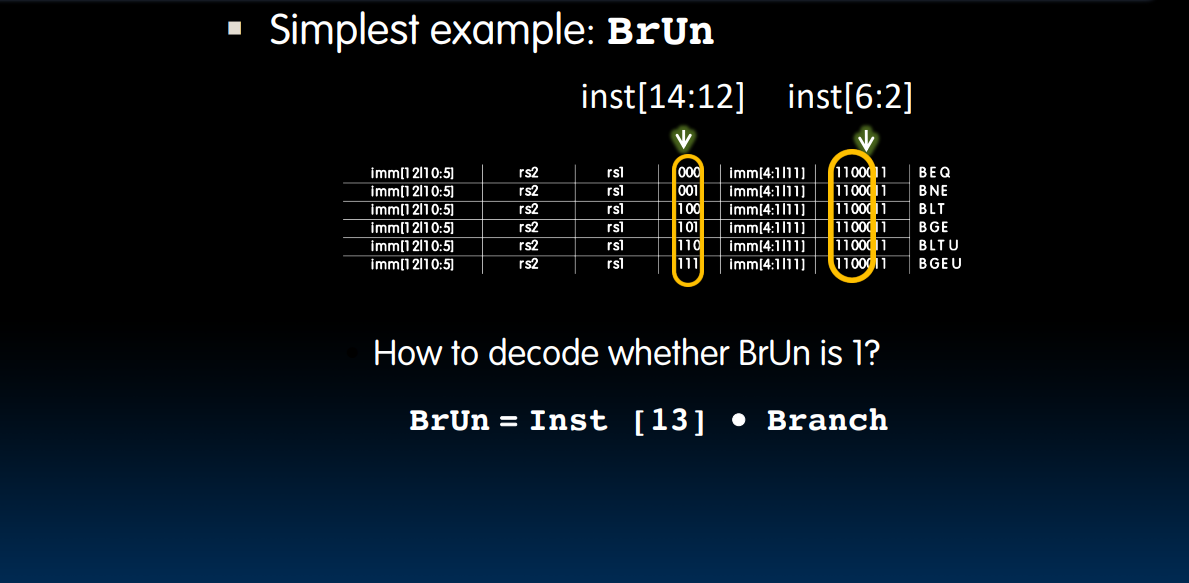 ▪ Simplest example: BrUn
inst[14:12] inst[6:2]
imm[12|10:5] rs2 rs1 000 imm[4:1|11] 1100011 BEQ
imm[12|10:5] rs2 rs1 001 imm[4:1|11] 1100011 BNE
imm[12|10:5] rs2 rs1 100 imm[4:1|11] 1100011 BLT
imm[12|10:5] rs2 rs1 101 imm[4:1|11] 1100011 BGE
imm[12|10:5] rs2 rs1 110 imm[4:1|11] 1100011 BLTU
imm[12|10:5] rs2 rs1 111 imm[4:1|11] 1100011 BGEU
How to decode whether BrUn is 1?
BrUn = Inst [13] • Branch